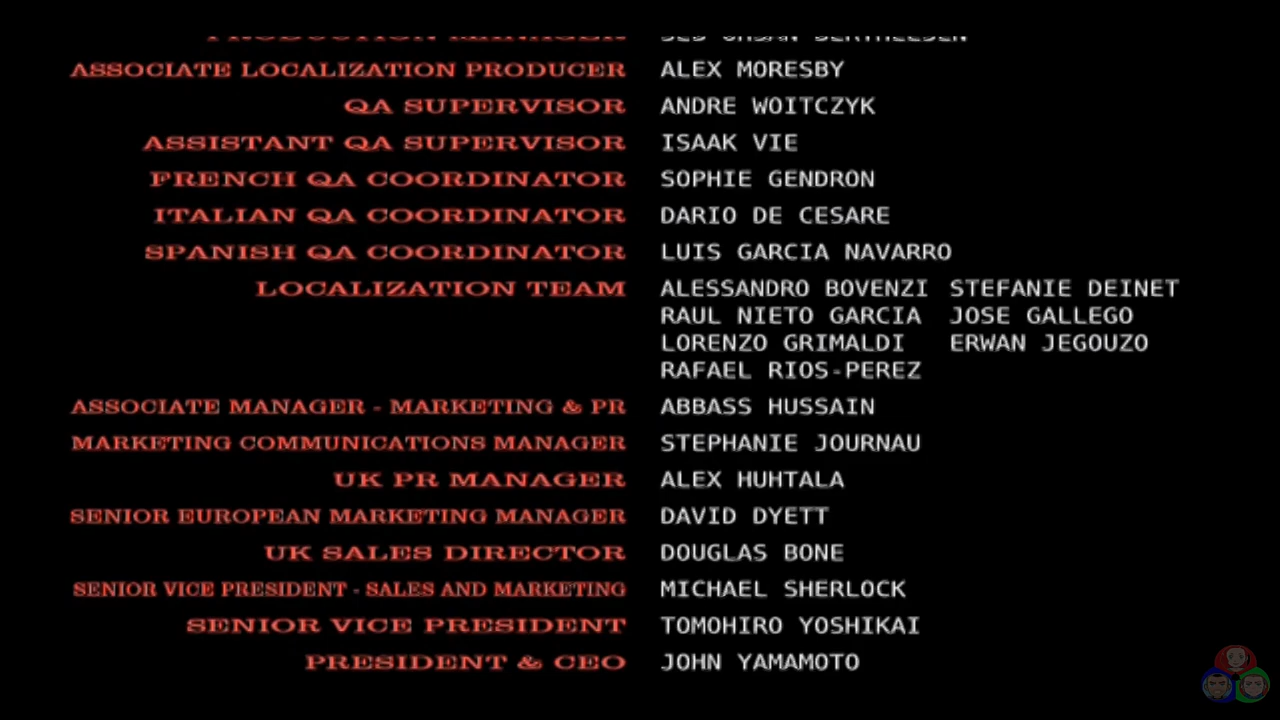 PRODUCTION MANAGER
ASSOCIATE LOCALIZATION PRODUCER ALEX MORESBY
QA SUPERVISOR ANDRE WOITCZYK
ASSISTANT QA SUPERVISOR ISAAK VIE
FRENCH QA COORDINATOR SOPHIE GENDRON
ITALIAN QA COORDINATOR DARIO DE CESARE
SPANISH QA COORDINATOR LUIS GARCIA NAVARRO
LOCALIZATION TEAM ALESSANDRO BOVENZI STEFANIE DEINET
RAUL NIETO GARCIA JOSE GALLEGO
LORENZO GRIMALDI ERWAN JEGOUZO
RAFAEL RIOS-PEREZ
ASSOCIATE MANAGER - MARKETING & PR ABBASS HUSSAIN
MARKETING COMMUNICATIONS MANAGER STEPHANIE JOURNAU
UK PR MANAGER ALEX HUHTALA
SENIOR EUROPEAN MARKETING MANAGER DAVID DYETT
UK SALES DIRECTOR DOUGLAS BONE
SENIOR VICE PRESIDENT - SALES AND MARKETING MICHAEL SHERLOCK
SENIOR VICE PRESIDENT TOMOHIRO YOSHIKAI
PRESIDENT & CEO JOHN YAMAMOTO